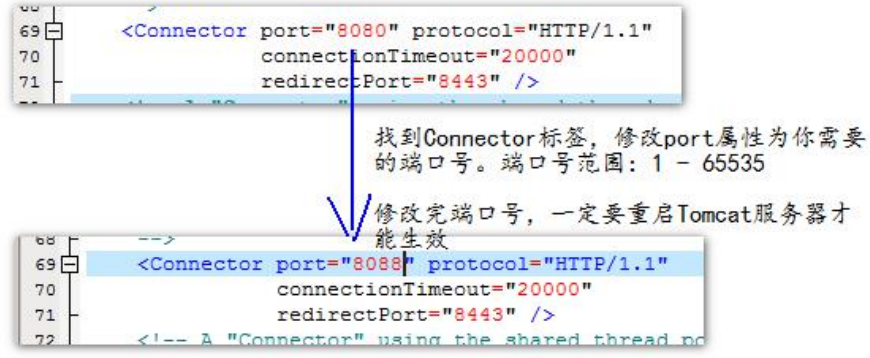 69 <Connector port="8080" protocol="HTTP/1.1"
70 connectionTimeout="20000"
71 redirectPort="8443" />
找到Connector标签，修改port属性为你需要
的端口号。端口号范围：1 - 65535
修改完端口号，一定要重启Tomcat服务器才
能生效
68 -->
69 <Connector port="8088" protocol="HTTP/1.1"
70 connectionTimeout="20000"
71 redirectPort="8443" />
72 <!-- A "Connector" using the shared thread po